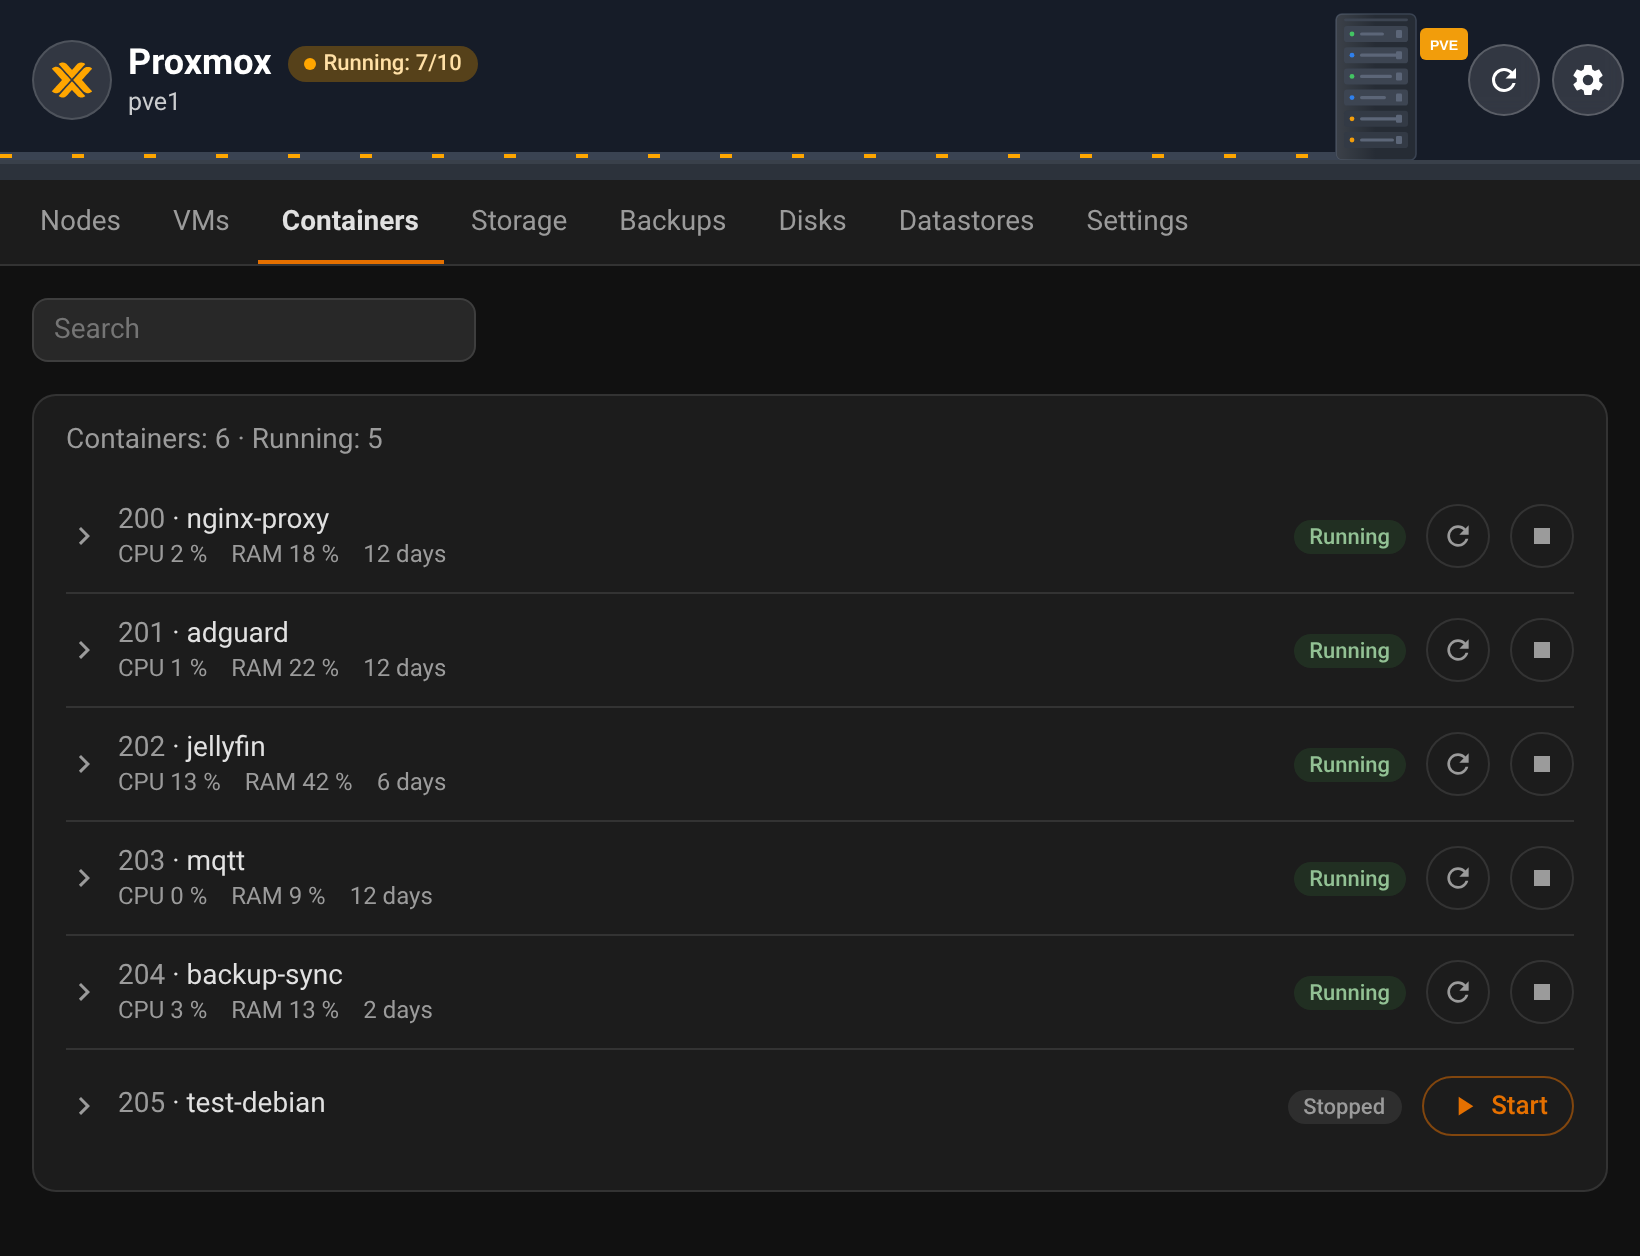 Proxmox
Running: 7/10
pve1
PVE
Nodes
VMs
Containers
Storage
Backups
Disks
Datastores
Settings
Search
Containers: 6 · Running: 5
200 · nginx-proxy
CPU 2 % RAM 18 % 12 days
Running
201 · adguard
CPU 1 % RAM 22 % 12 days
Running
202 · jellyfin
CPU 13 % RAM 42 % 6 days
Running
203 · mqtt
CPU 0 % RAM 9 % 12 days
Running
204 · backup-sync
CPU 3 % RAM 13 % 2 days
Running
205 · test-debian
Stopped
Start